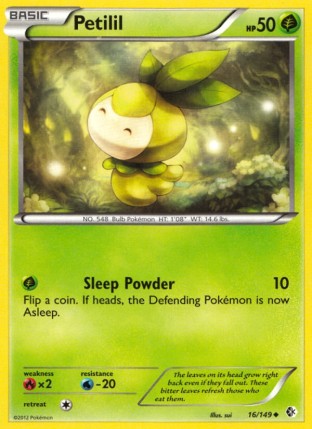 BASIC
Petilil
HP50
NO. 548 Bulb Pokémon HT: 1'08" WT: 14.6 lbs.
Sleep Powder 10
Flip a coin. If heads, the Defending Pokémon is now
Asleep.
weakness
×2
resistance
-20
retreat
The leaves on its head grow right
back even if they fall out. These
bitter leaves refresh those who
eat them.
©2012 Pokémon
Illus. sui
16/149